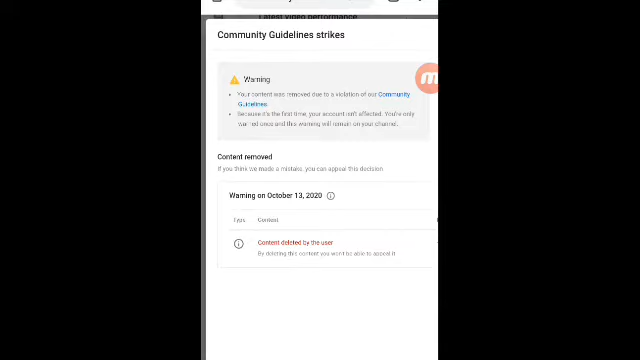 Latest video performance
Community Guidelines strikes
Warning
• Your content was removed due to a violation of our Community
Guidelines.
• Because it's the first time, your account isn't affected. You're only
warned once and this warning will remain on your channel.
Content removed
If you think we made a mistake, you can appeal this decision
Warning on October 13, 2020
Type Content
Content deleted by the user
By deleting this content you won't be able to appeal it